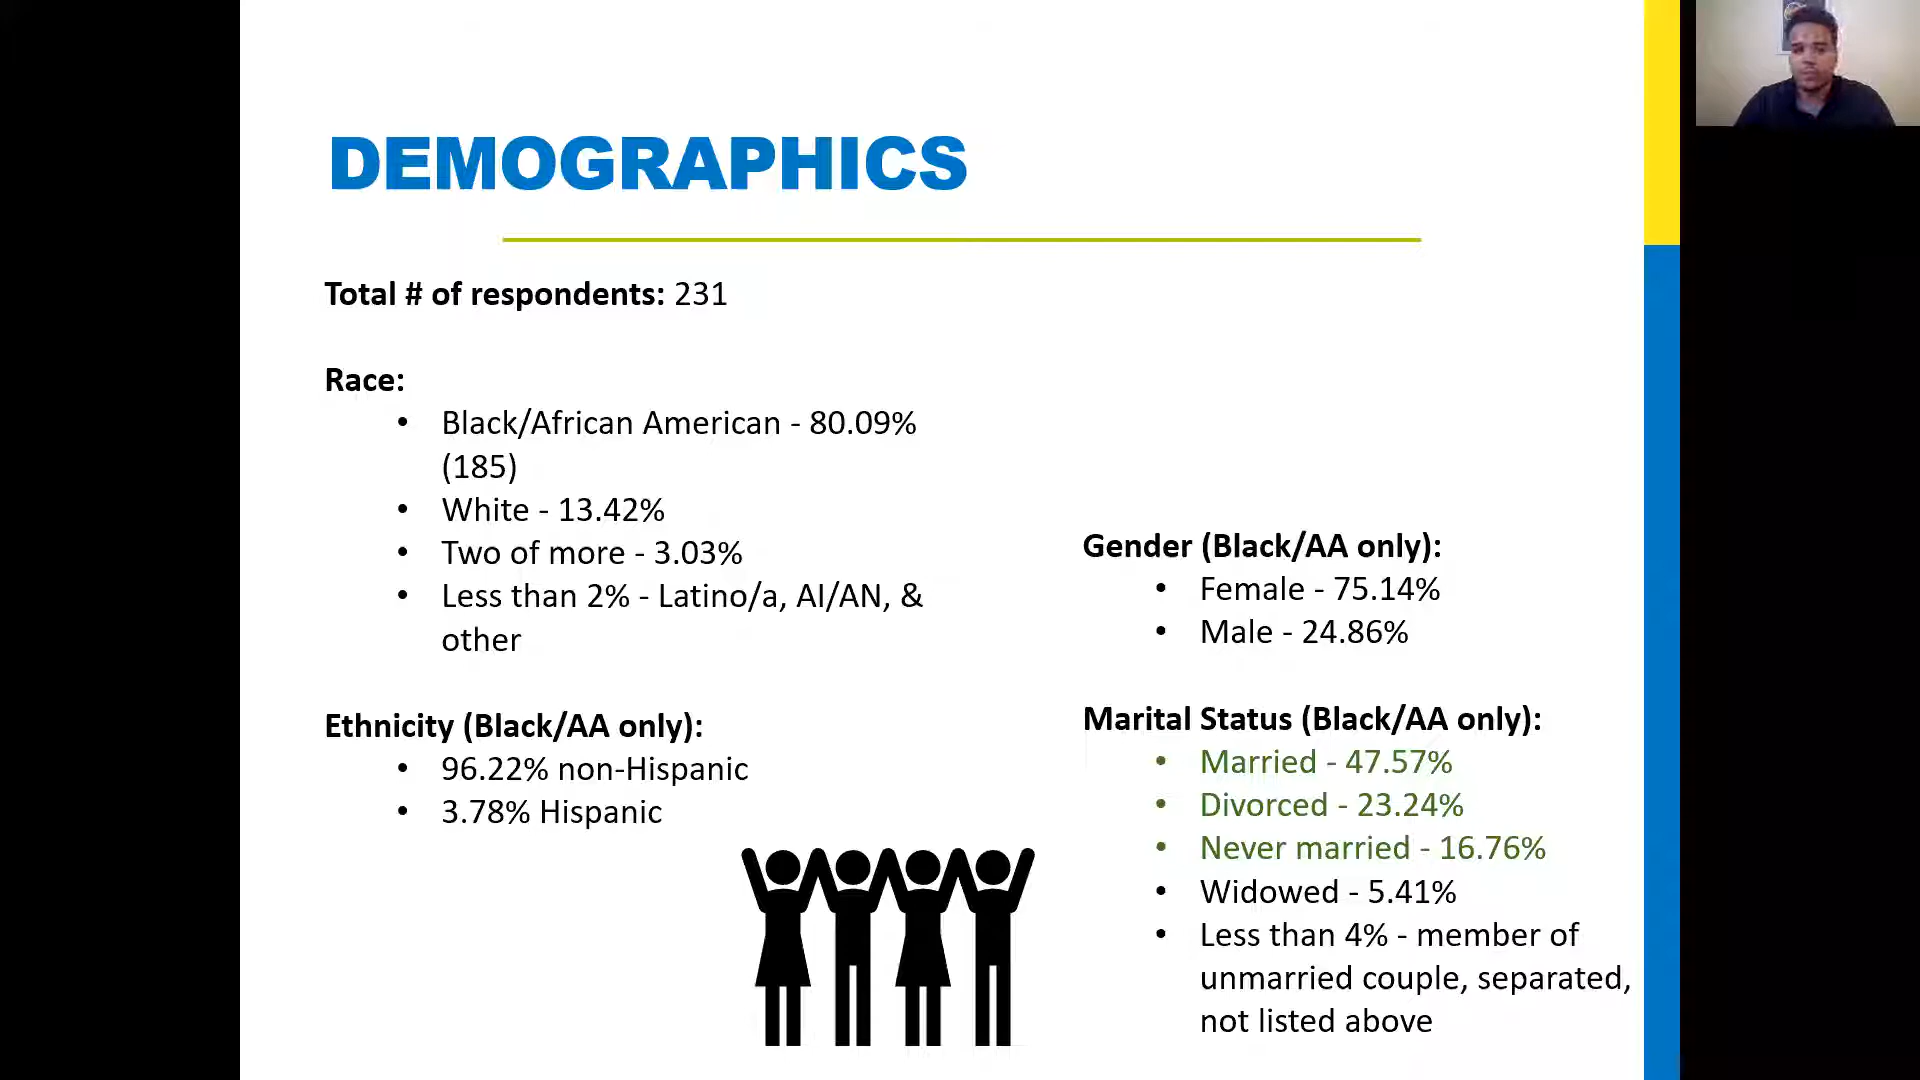 DEMOGRAPHICS
Total # of respondents: 231
Race:
• Black/African American - 80.09%
(185)
• White - 13.42%
• Two of more - 3.03%
• Less than 2% - Latino/a, AI/AN, &
other
Ethnicity (Black/AA only):
• 96.22% non-Hispanic
• 3.78% Hispanic
Gender (Black/AA only):
• Female - 75.14%
• Male - 24.86%
Marital Status (Black/AA only):
• Married - 47.57%
• Divorced - 23.24%
• Never married - 16.76%
• Widowed - 5.41%
• Less than 4% - member of
unmarried couple, separated,
not listed above